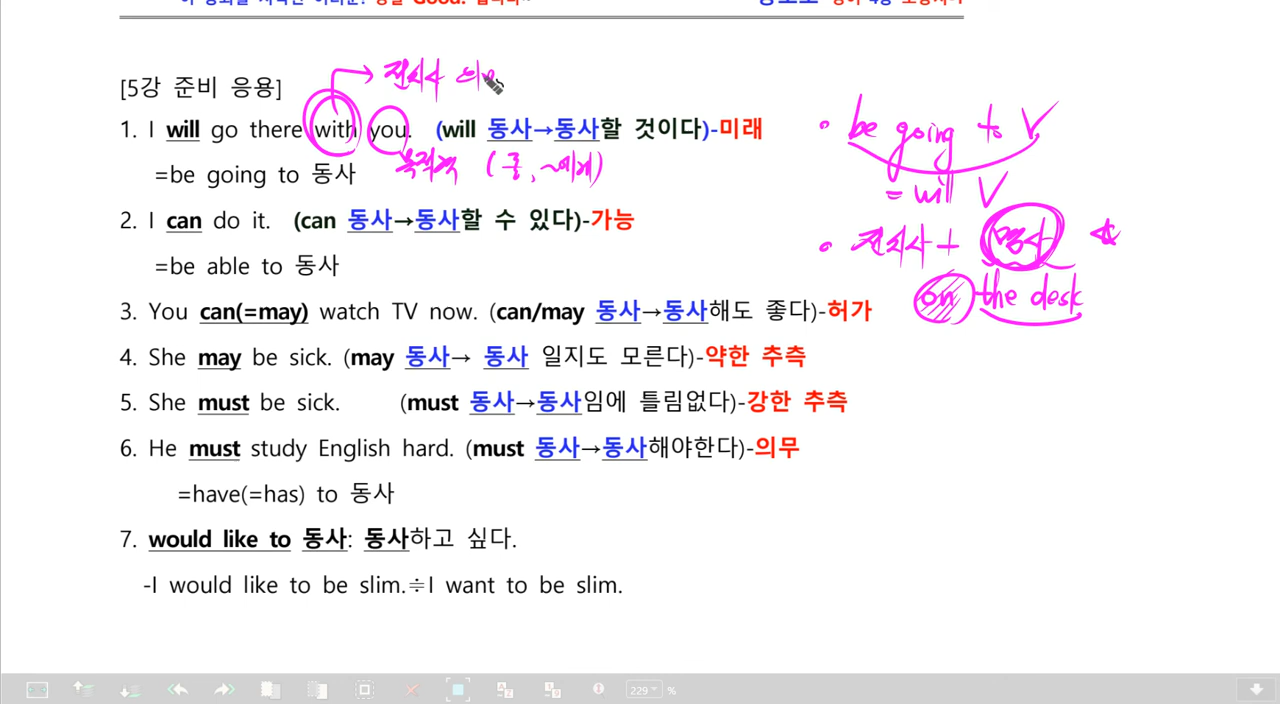 [5강 준비 응용]
전치사
1. I will go there with you. (will 동사→동사할 것이다)-미래
목적격 (를, ~에게)
=be going to 동사
2. I can do it. (can 동사→동사할 수 있다)-가능
=be able to 동사
3. You can(=may) watch TV now. (can/may 동사→동사해도 좋다)-허가
4. She may be sick. (may 동사→ 동사 일지도 모른다)-약한 추측
5. She must be sick. (must 동사→동사임에 틀림없다)-강한 추측
6. He must study English hard. (must 동사→동사해야한다)-의무
=have(=has) to 동사
7. would like to 동사: 동사하고 싶다.
-I would like to be slim.≑I want to be slim.
• be going to V
= will V
• 전치사 + 명사 ☆
on the desk
229 %